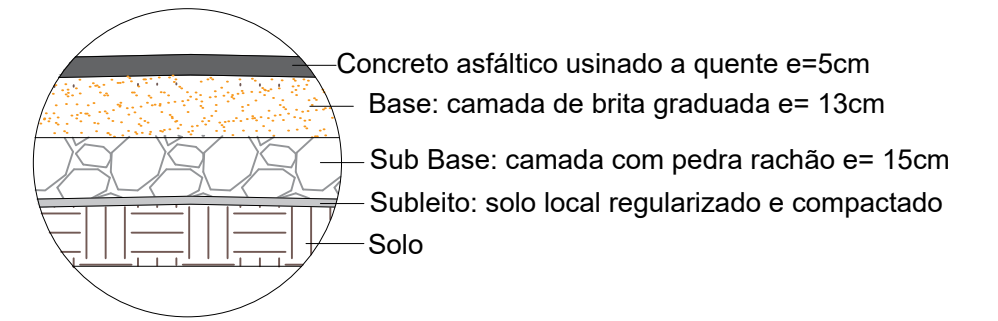 Concreto asfáltico usinado a quente e=5cm
Base: camada de brita graduada e= 13cm
Sub Base: camada com pedra rachão e= 15cm
Subleito: solo local regularizado e compactado
Solo